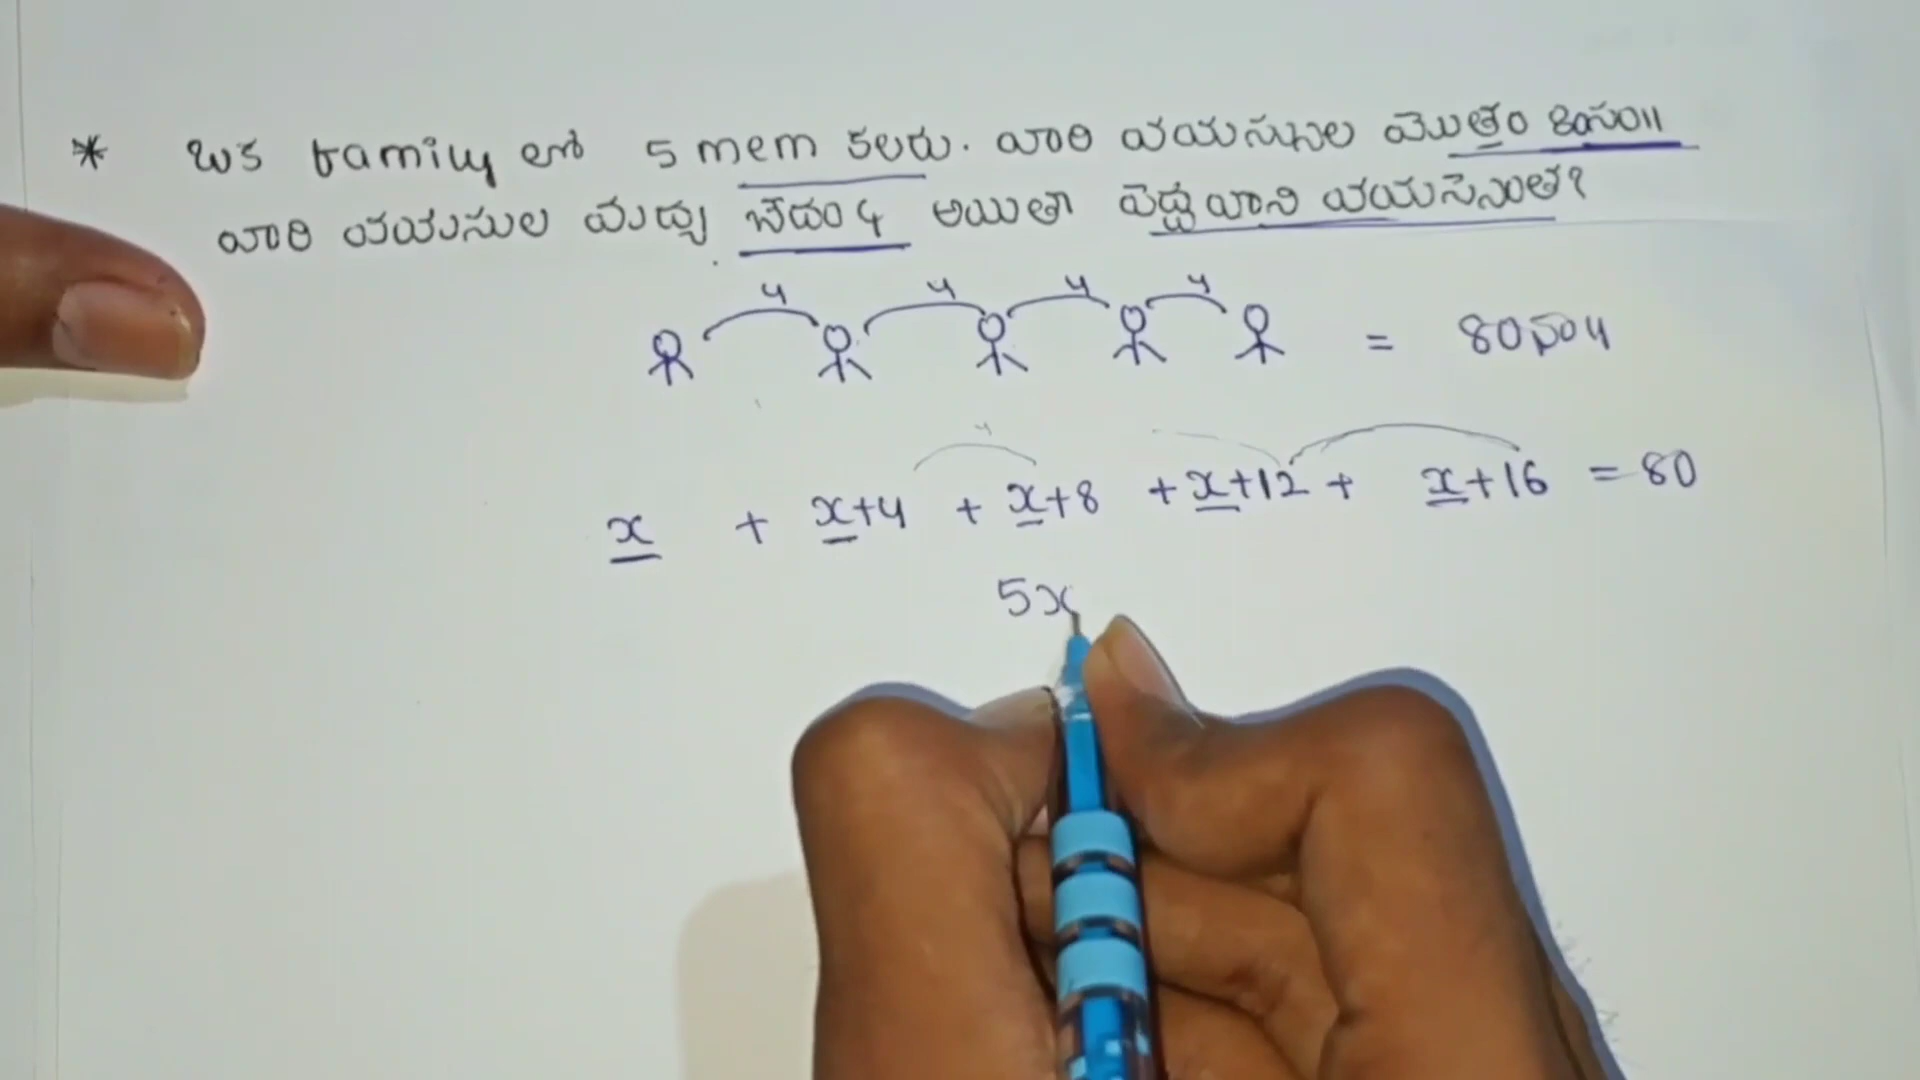 * ఒక family లో 5 mem కలరు. వారి వయసుల మొత్తం 80సం॥
వారి వయసుల మధ్య బేదం 4 అయితా పెద్దవాని వయసెంత?
4 4 4 4
= 80సం॥
4
x + x+4 + x+8 + x+12 + x+16 = 80
5x